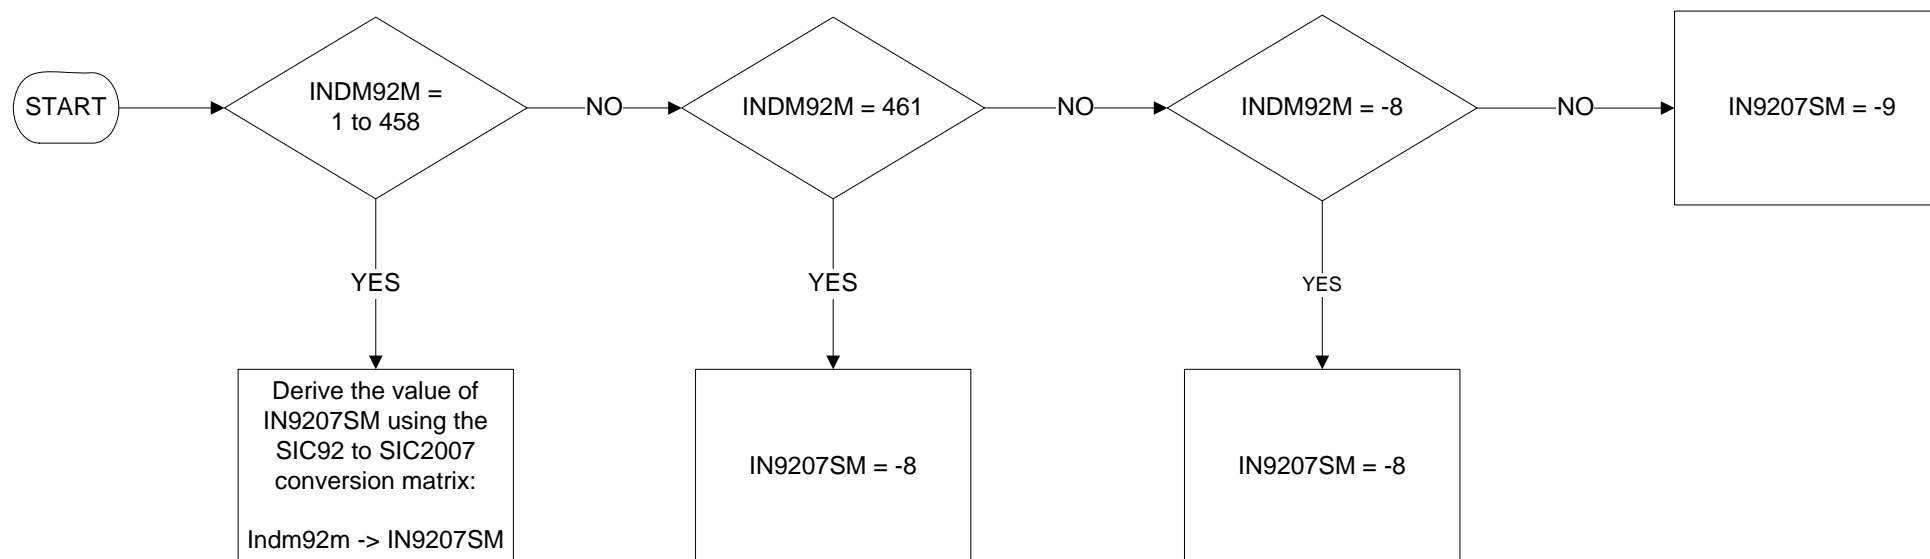 START
INDM92M =
1 to 458
NO
INDM92M = 461
NO
INDM92M = -8
NO
IN9207SM = -9
YES
YES
YES
Derive the value of
IN9207SM using the
SIC92 to SIC2007
conversion matrix:
Indm92m -> IN9207SM
IN9207SM = -8
IN9207SM = -8